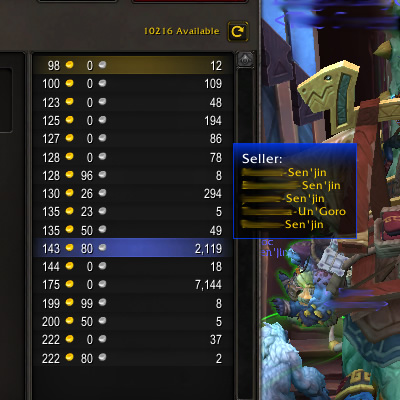 10216 Available
98 0 12
100 0 109
123 0 48
125 0 194
127 0 86
128 0 78
128 96 8
130 26 294
135 23 5
135 50 49
143 80 2,119
144 0 18
175 0 7,144
199 99 8
200 50 5
222 0 37
222 80 2
Seller:
-Sen'jin
-Sen'jin
-Sen'jin
-Un'Goro
Sen'jin